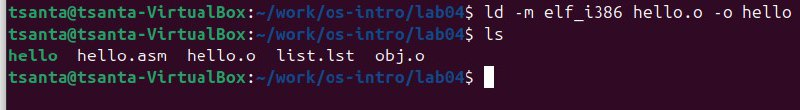 tsanta@tsanta-VirtualBox:~/work/os-intro/lab04$ ld -m elf_i386 hello.o -o hello
tsanta@tsanta-VirtualBox:~/work/os-intro/lab04$ ls
hello  hello.asm  hello.o  list.lst  obj.o
tsanta@tsanta-VirtualBox:~/work/os-intro/lab04$